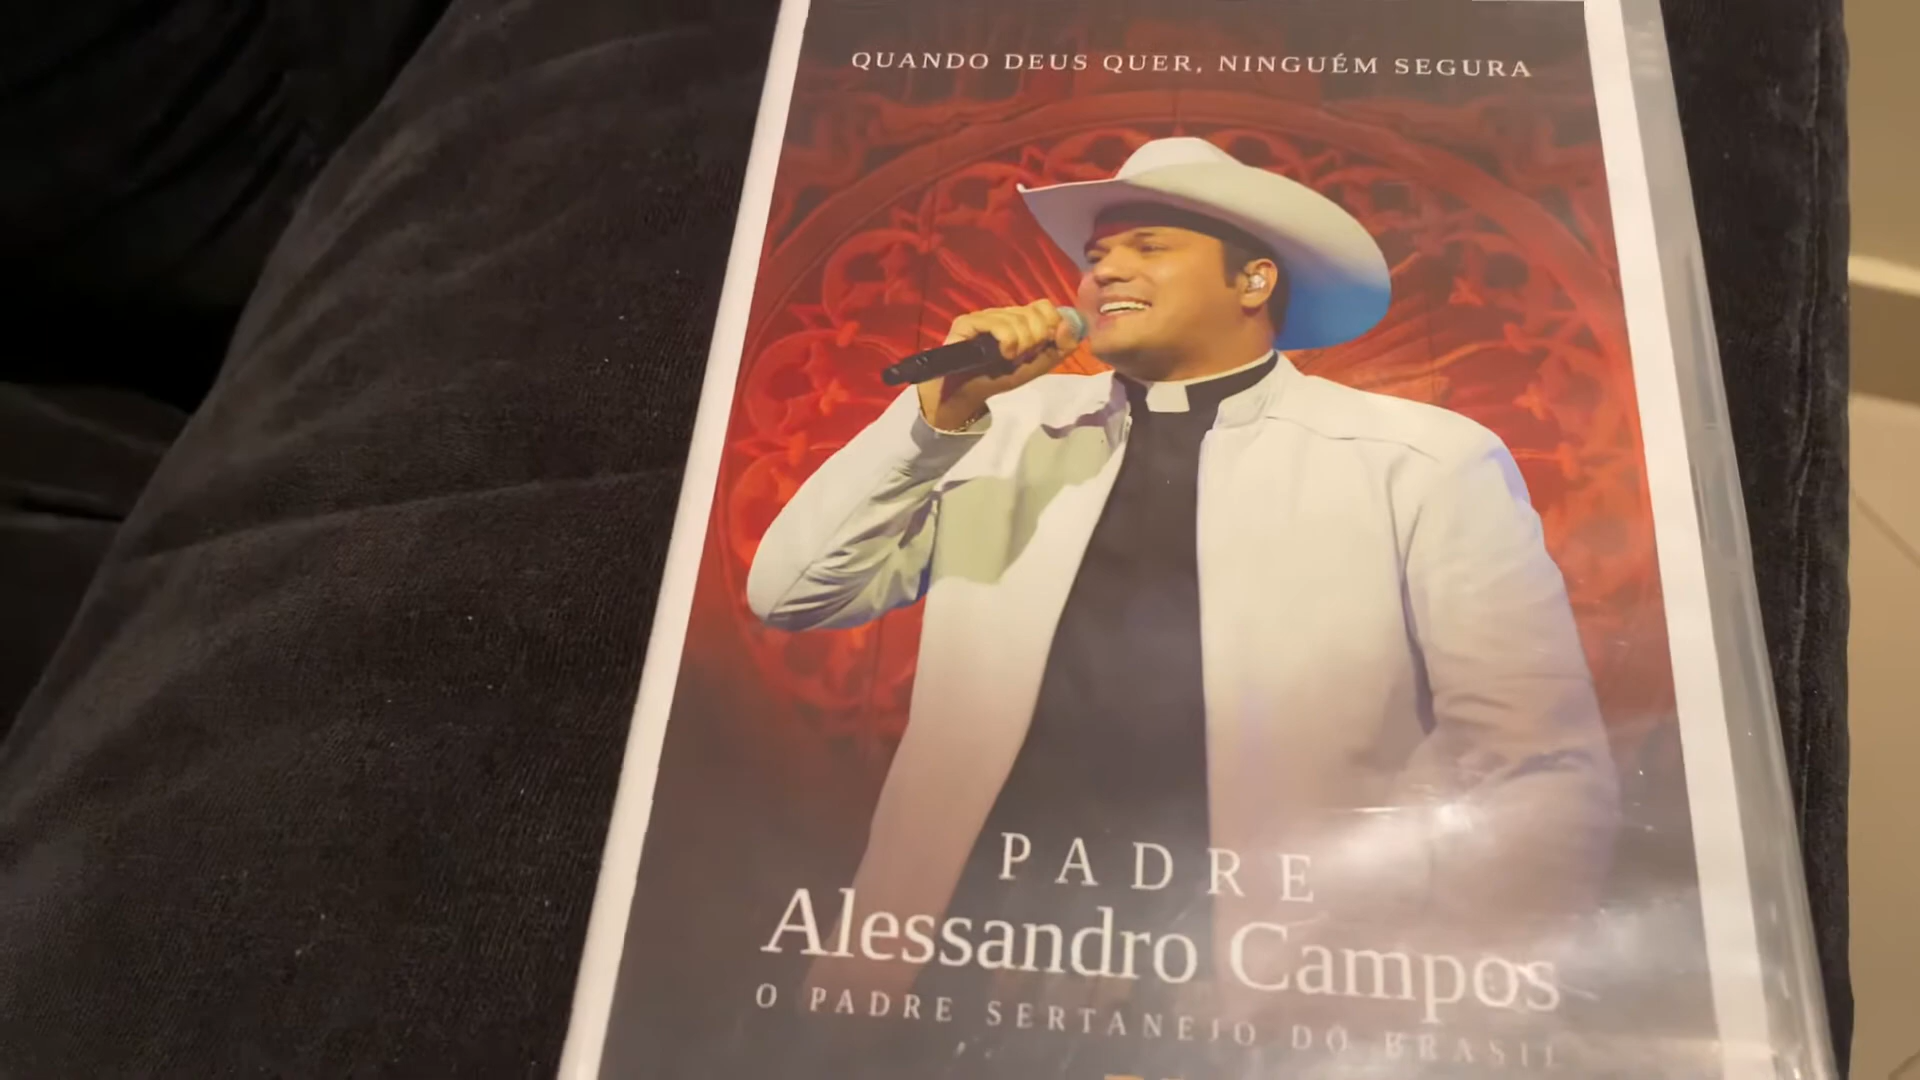 QUANDO DEUS QUER, NINGUÉM SEGURA
PADRE
Alessandro Campos
O PADRE SERTANEJO DO BRASIL